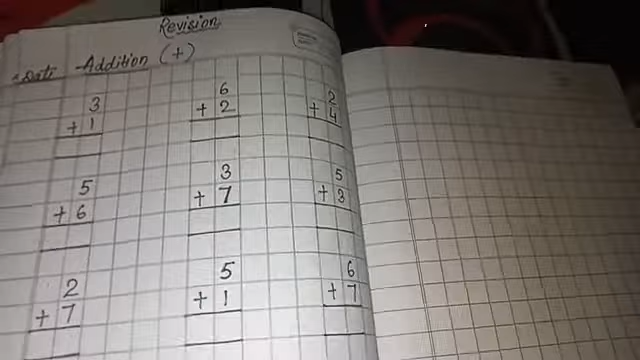 Revision
Addition (+)
3 6 2
+ 1 + 2 + 4
5 3 5
+ 6 + 7 + 3
2 5 6
+ 7 + 1 + 7